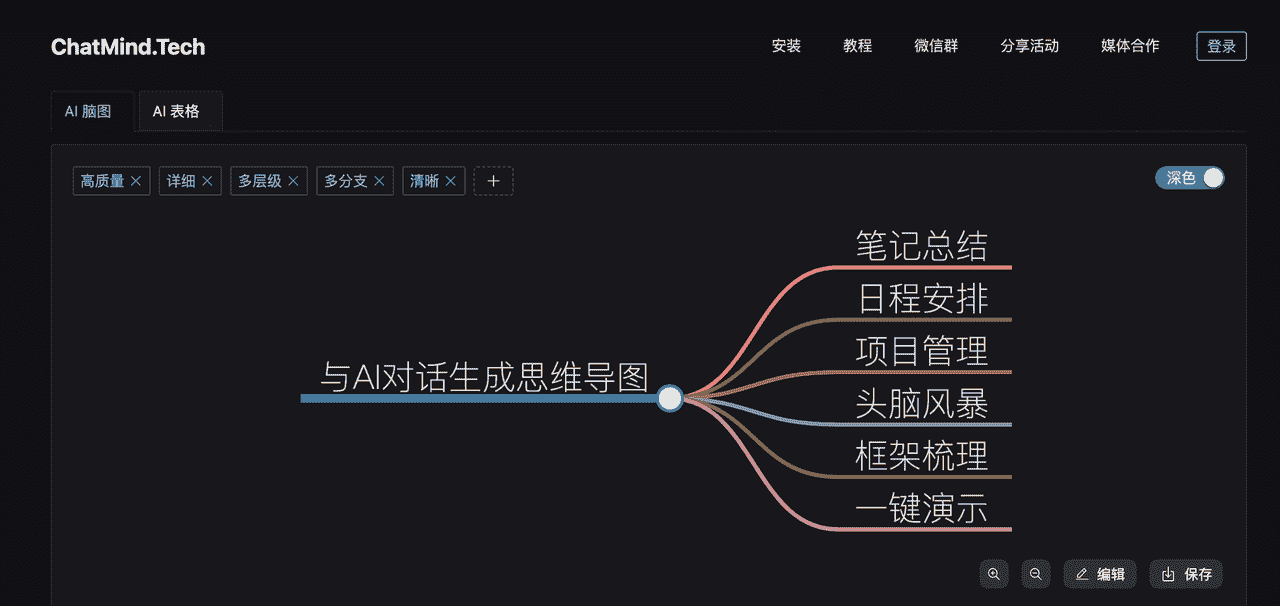 ChatMind.Tech 安装 教程 微信群 分享活动 媒体合作 登录
AI 脑图 AI 表格
高质量 × 详细 × 多层级 × 多分支 × 清晰 × + 深色
笔记总结
日程安排
项目管理
与AI对话生成思维导图
头脑风暴
框架梳理
一键演示
编辑 保存